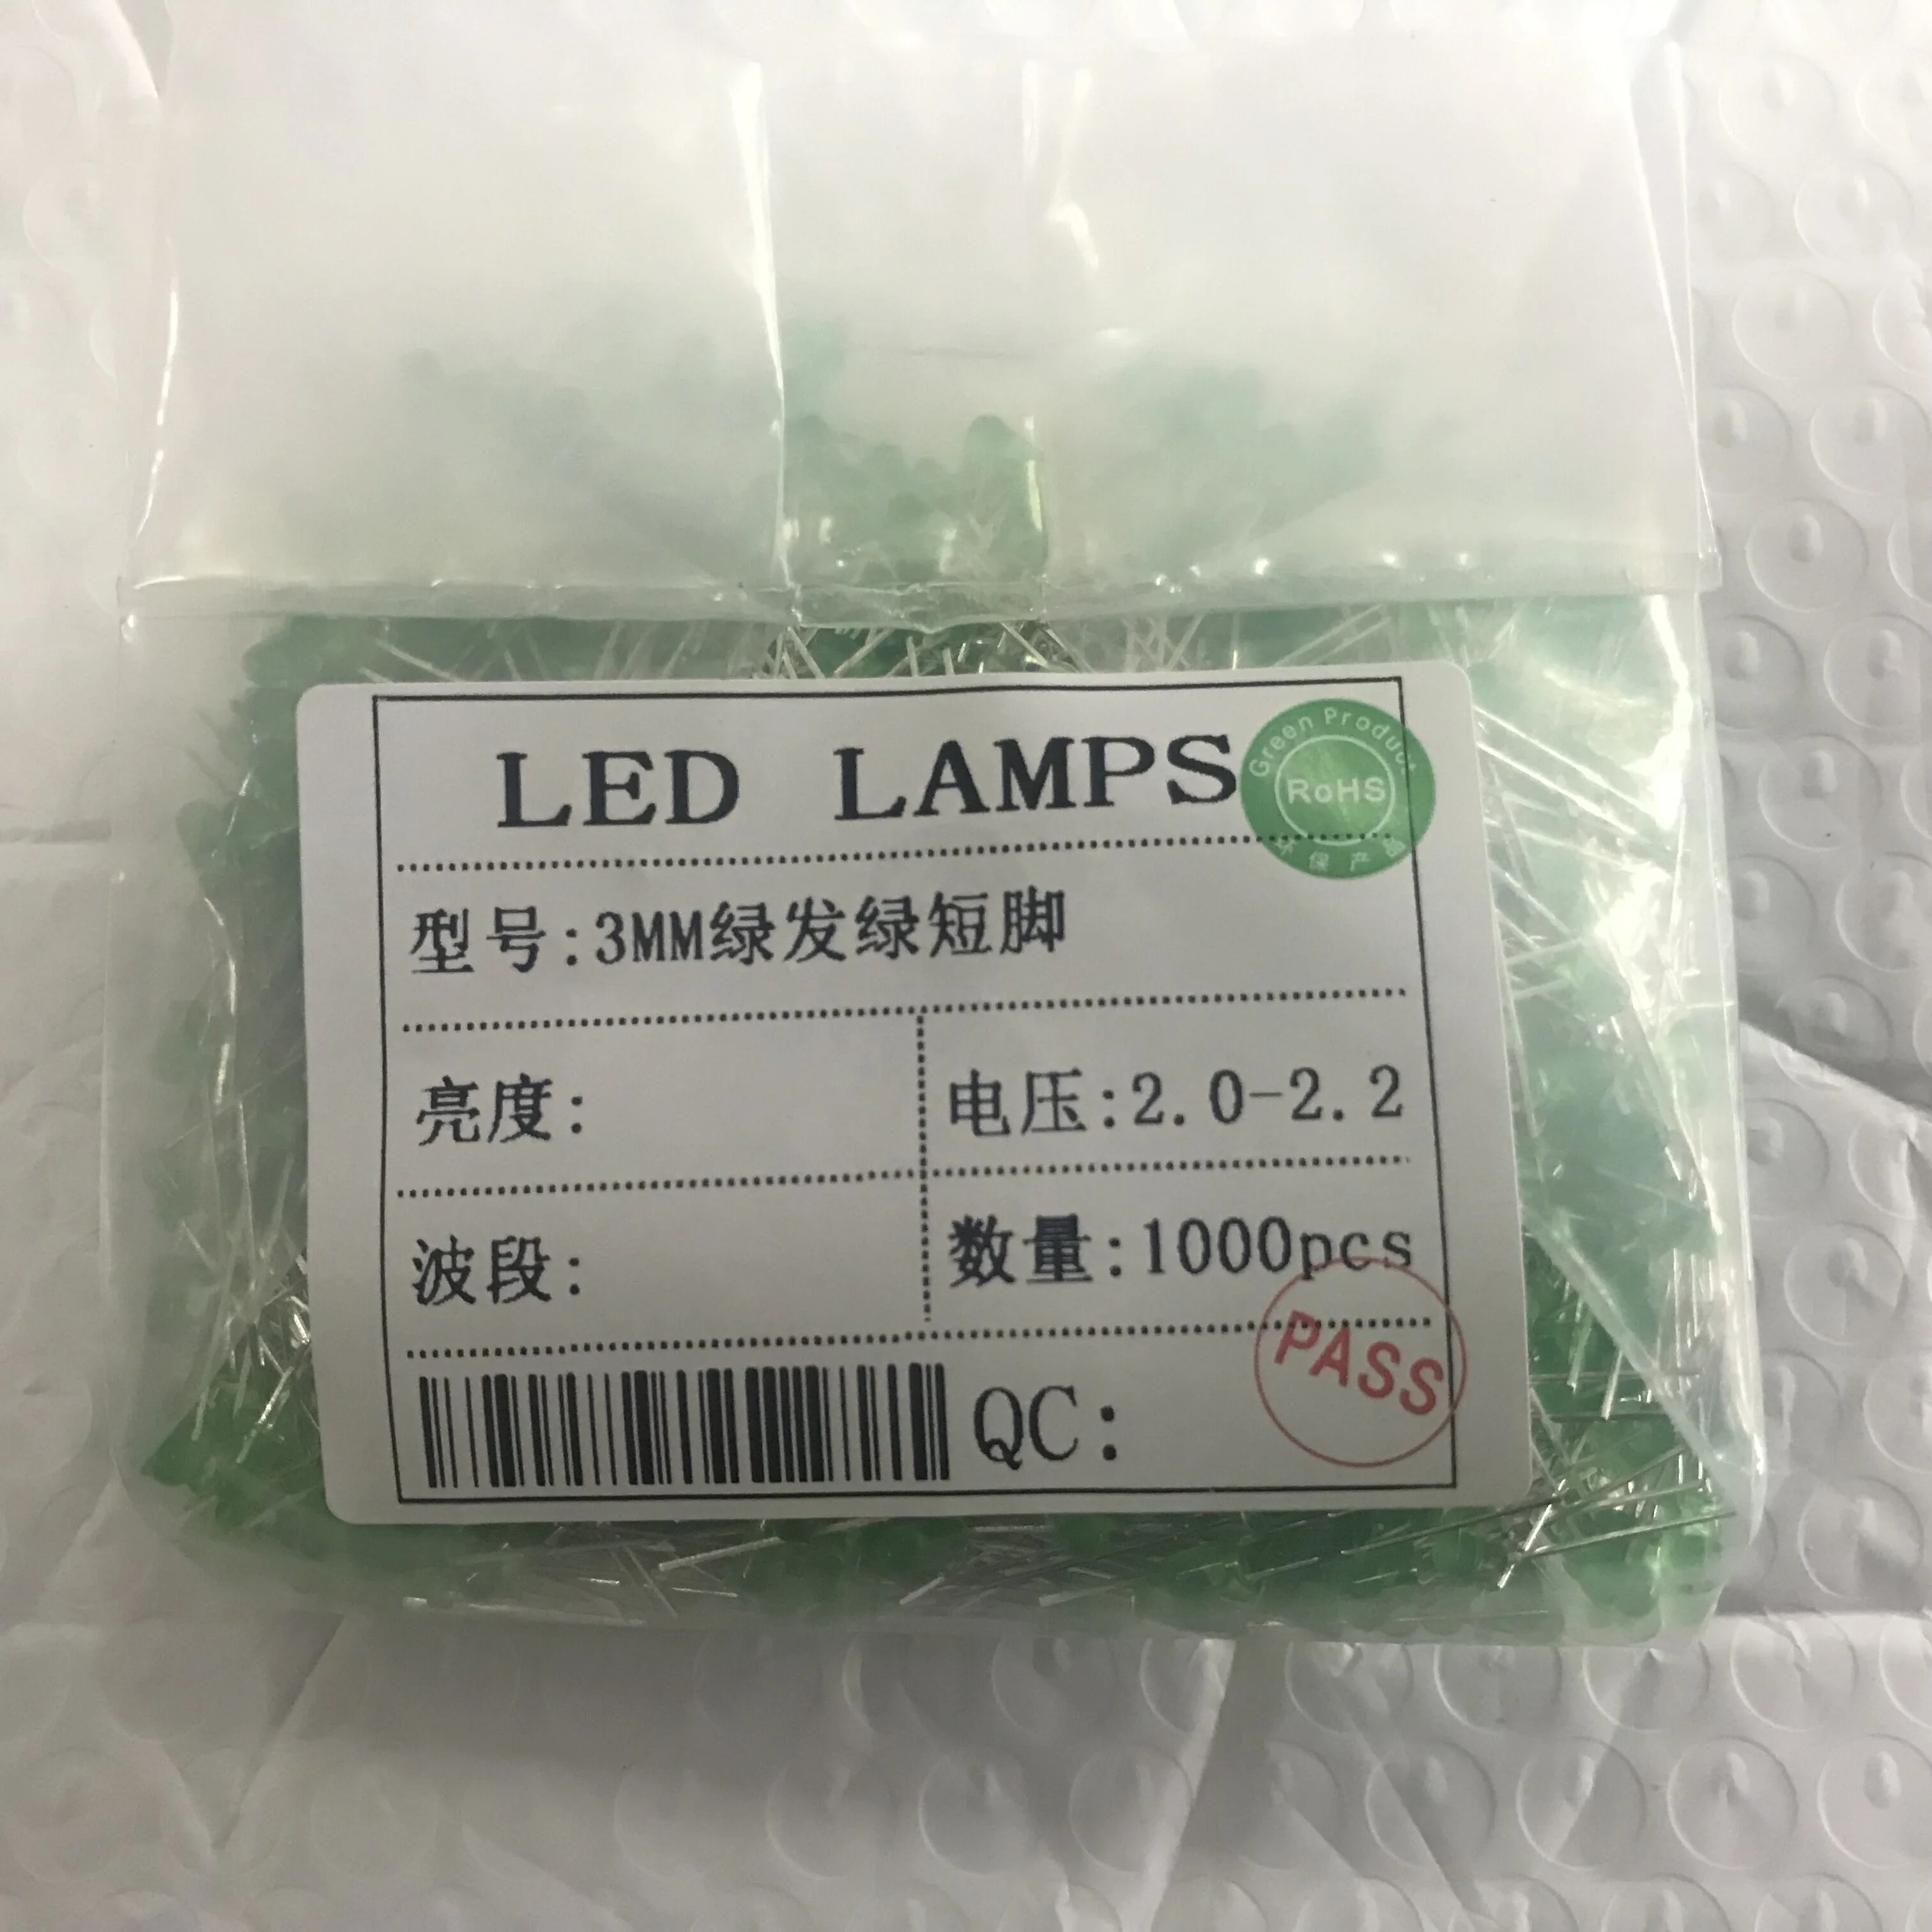 LED LAMPS
Green Product
RoHS
环保产品
型号:3MM绿发绿短脚
亮度:
电压:2.0-2.2
波段:
数量:1000pcs
QC:
PASS